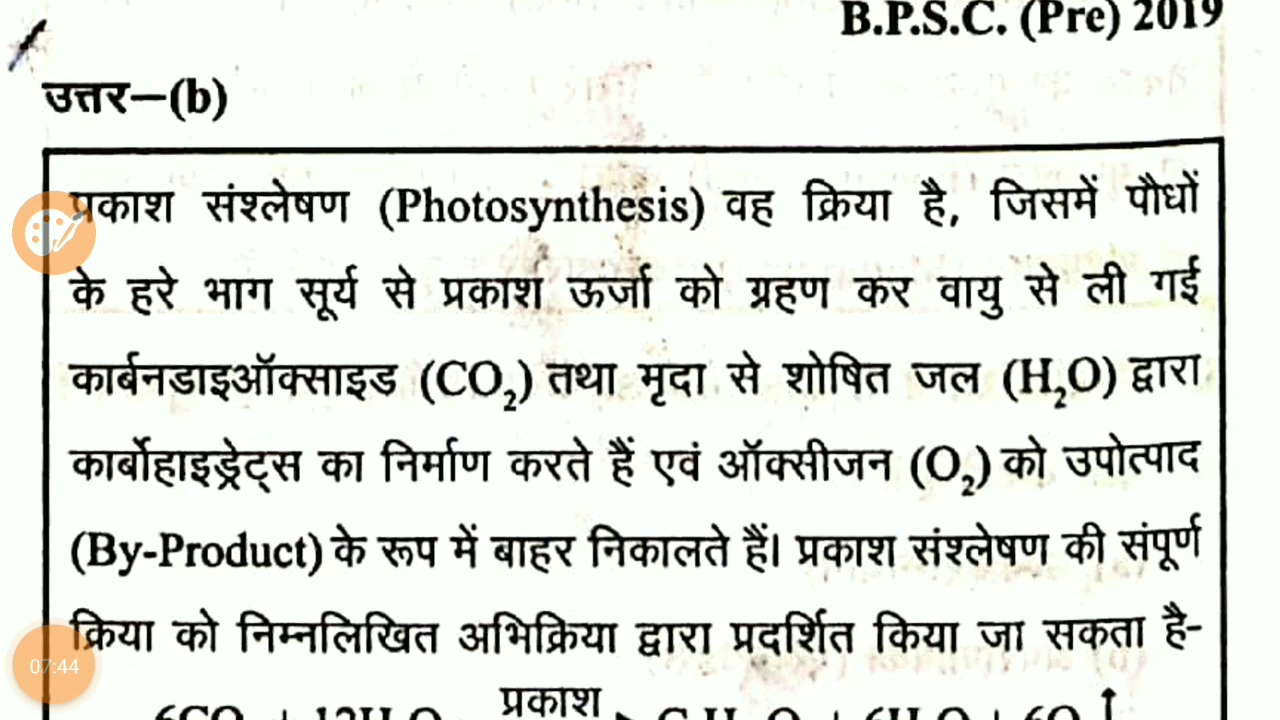 B.P.S.C. (Pre) 2019
उत्तर–(b)
प्रकाश संश्लेषण (Photosynthesis) वह क्रिया है, जिसमें पौधों
के हरे भाग सूर्य से प्रकाश ऊर्जा को ग्रहण कर वायु से ली गई
कार्बनडाइऑक्साइड (CO₂) तथा मृदा से शोषित जल (H₂O) द्वारा
कार्बोहाइड्रेट्स का निर्माण करते हैं एवं ऑक्सीजन (O₂) को उपोत्पाद
(By-Product) के रूप में बाहर निकालते हैं। प्रकाश संश्लेषण की संपूर्ण
क्रिया को निम्नलिखित अभिक्रिया द्वारा प्रदर्शित किया जा सकता है-
07:44
प्रकाश